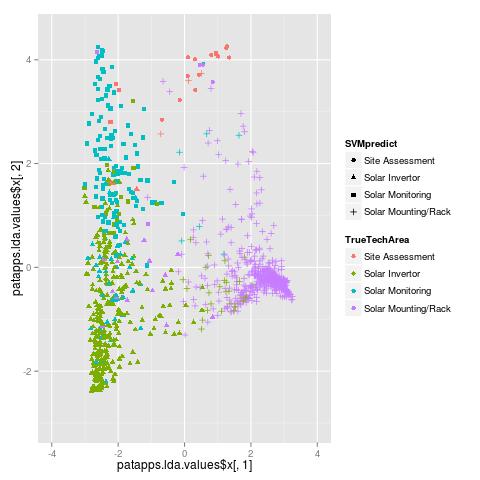 4
2
0
-2
-4
-2
0
2
4
patapps.lda.values$x[, 2]
patapps.lda.values$x[, 1]
SVMpredict
Site Assessment
Solar Invertor
Solar Monitoring
Solar Mounting/Rack
TrueTechArea
Site Assessment
Solar Invertor
Solar Monitoring
Solar Mounting/Rack